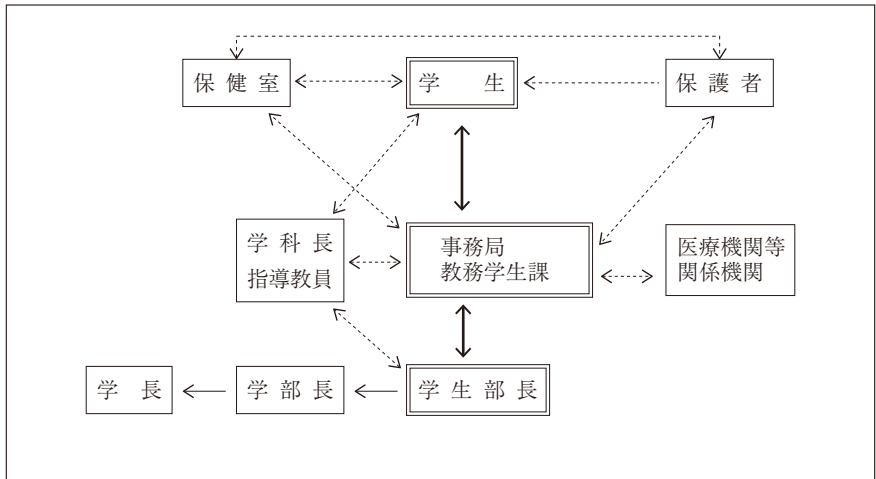 保健室
学生
保護者
学科長
指導教員
事務局
教務学生課
医療機関等
関係機関
学長
学部長
学生部長